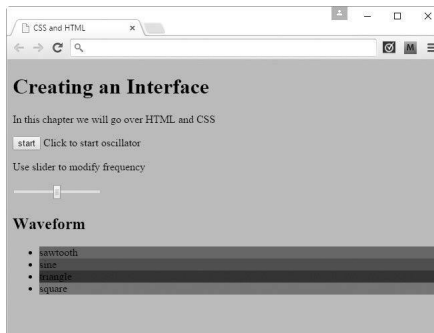 CSS and HTML
M
Creating an Interface
In this chapter we will go over HTML and CSS
start Click to start oscillator
Use slider to modify frequency
Waveform
sawtooth
sine
triangle
square